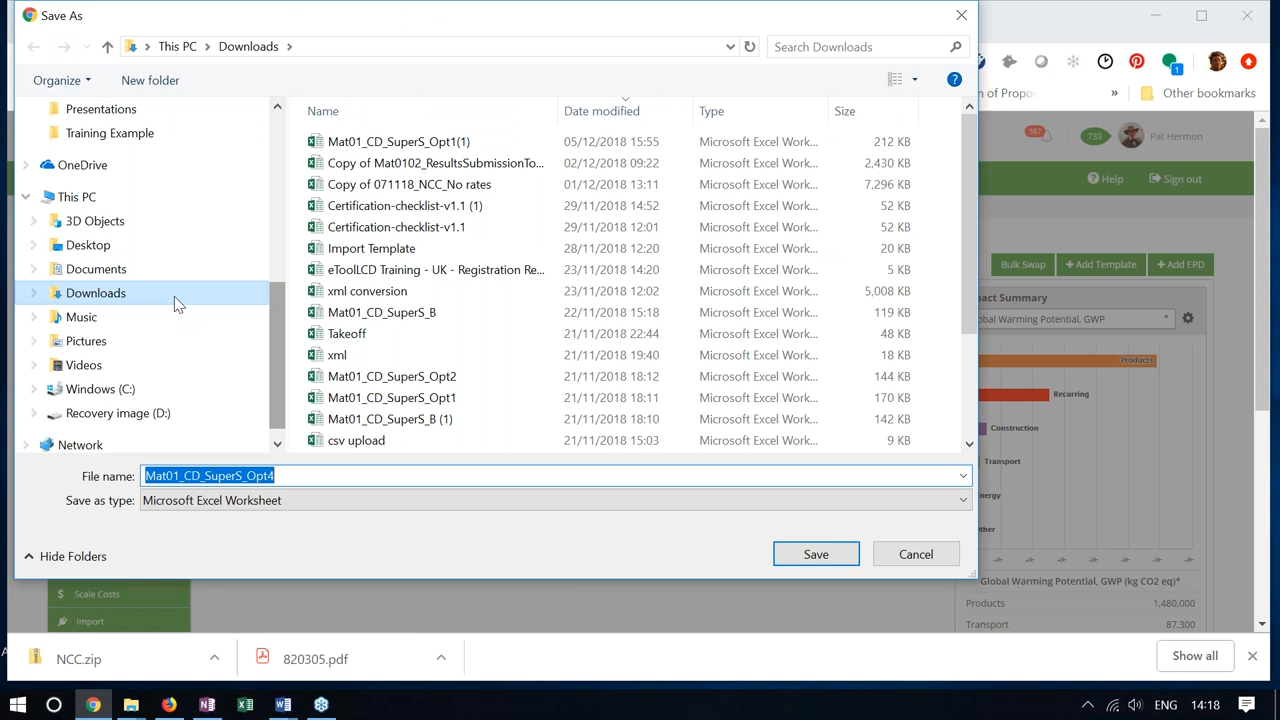 Save As
This PC
Downloads
Search Downloads
Organize
New folder
Presentations
Training Example
OneDrive
This PC
3D Objects
Desktop
Documents
Downloads
Music
Pictures
Videos
Windows (C:)
Recovery image (D:)
Network
Name Date modified Type Size
Mat01_CD_SuperS_Opt1(1) 05/12/2018 15:55 Microsoft Excel Work... 212 KB
Copy of Mat0102_ResultsSubmissionTo... 02/12/2018 09:22 Microsoft Excel Work... 2,430 KB
Copy of 071118_NCC_No rates 01/12/2018 13:11 Microsoft Excel Work... 7,296 KB
Certification-checklist-v1.1 (1) 29/11/2018 14:52 Microsoft Excel Work... 52 KB
Certification-checklist-v1.1 29/11/2018 12:01 Microsoft Excel Work... 52 KB
Import Template 28/11/2018 12:20 Microsoft Excel Work... 20 KB
eToolLCD Training - UK - Registration Re... 23/11/2018 14:20 Microsoft Excel Work... 5 KB
xml conversion 23/11/2018 12:02 Microsoft Excel Work... 5,008 KB
Mat01_CD_SuperS_B 22/11/2018 15:18 Microsoft Excel Work... 119 KB
Takeoff 21/11/2018 22:44 Microsoft Excel Work... 48 KB
xml 21/11/2018 19:40 Microsoft Excel Work... 18 KB
Mat01_CD_SuperS_Opt2 21/11/2018 18:12 Microsoft Excel Work... 144 KB
Mat01_CD_SuperS_Opt1 21/11/2018 18:11 Microsoft Excel Work... 170 KB
Mat01_CD_SuperS_B (1) 21/11/2018 18:10 Microsoft Excel Work... 142 KB
csv upload 21/11/2018 15:03 Microsoft Excel Work... 9 KB
File name: Mat01_CD_SuperS_Opt4
Save as type: Microsoft Excel Worksheet
Hide Folders
Save
Cancel
1
n of Propo
»
Other bookmarks
387
733
Pat Hermon
Help
Sign out
Bulk Swap
Add Template
Add EPD
pact Summary
lobal Warming Potential, GWP
Products
Recurring
Construction
Transport
nergy
ther
Global Warming Potential, GWP (kg CO2 eq)*
Products 1,480,000
Transport 87,300
$ Scale Costs
Import
NCC.zip
820305.pdf
Show all
ENG
14:18